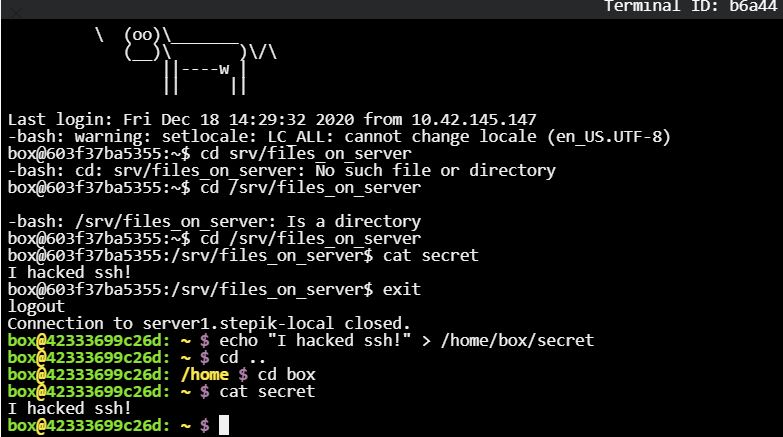 Terminal ID: b6a44
        \  (oo)\_______
           (__)\       )\/\
               ||----w |
               ||     ||
Last login: Fri Dec 18 14:29:32 2020 from 10.42.145.147
-bash: warning: setlocale: LC_ALL: cannot change locale (en_US.UTF-8)
box@603f37ba5355:~$ cd srv/files_on_server
-bash: cd: srv/files_on_server: No such file or directory
box@603f37ba5355:~$ cd /srv/files_on_server
-bash: /srv/files_on_server: Is a directory
box@603f37ba5355:~$ cd /srv/files_on_server
box@603f37ba5355:/srv/files_on_server$ cat secret
I hacked ssh!
box@603f37ba5355:/srv/files_on_server$ exit
logout
Connection to server1.stepik-local closed.
box@42333699c26d: ~ $ echo "I hacked ssh!" > /home/box/secret
box@42333699c26d: ~ $ cd ..
box@42333699c26d: /home $ cd box
box@42333699c26d: ~ $ cat secret
I hacked ssh!
box@42333699c26d: ~ $